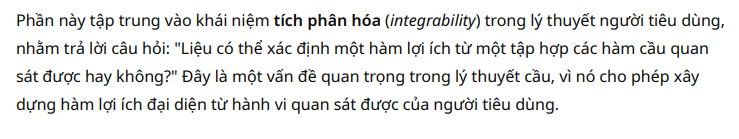 Phần này tập trung vào khái niệm tích phân hóa (integrability) trong lý thuyết người tiêu dùng,
nhằm trả lời câu hỏi: "Liệu có thể xác định một hàm lợi ích từ một tập hợp các hàm cầu quan
sát được hay không?" Đây là một vấn đề quan trọng trong lý thuyết cầu, vì nó cho phép xây
dựng hàm lợi ích đại diện từ hành vi quan sát được của người tiêu dùng.